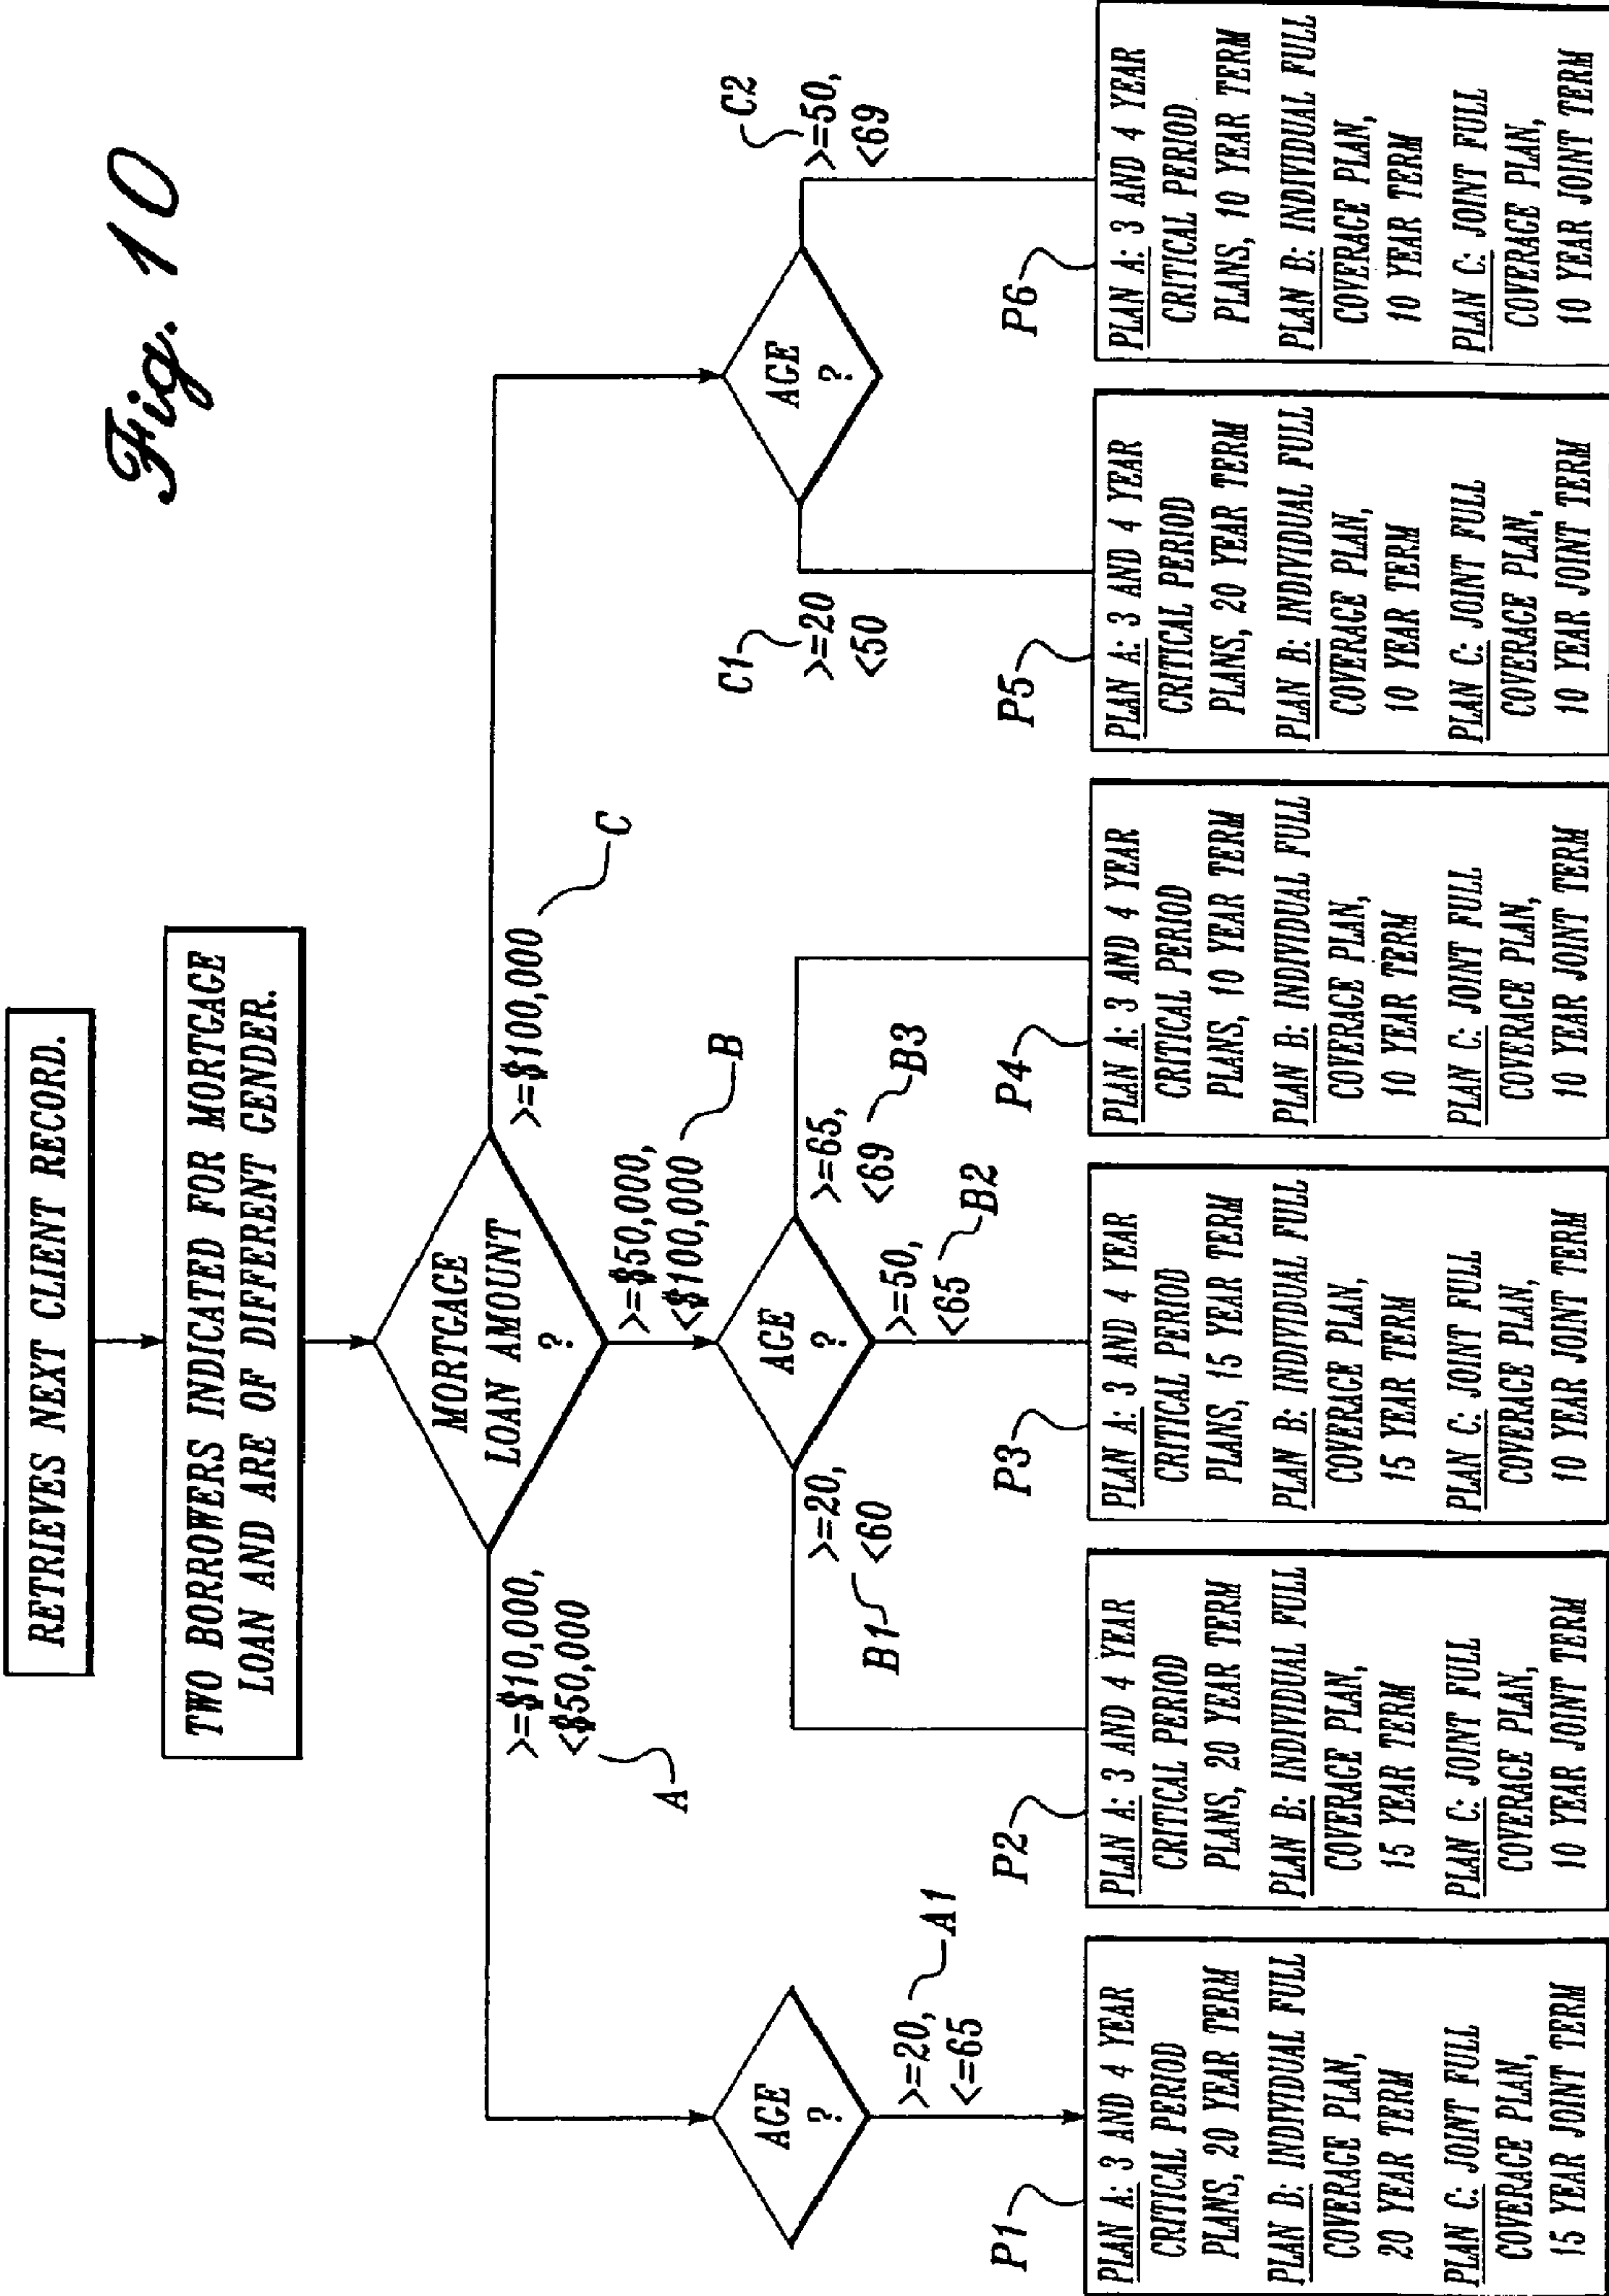 Fig. 10
RETRIEVES NEXT CLIENT RECORD.
TWO BORROWERS INDICATED FOR MORTGAGE
LOAN AND ARE OF DIFFERENT GENDER.
MORTGAGE
LOAN AMOUNT
?
>=$10,000,
<$50,000
A
>=$50,000,
<$100,000
B
>=$100,000
C
AGE
?
>=20,
<=65
A1
AGE
?
>=20,
<60
B1
>=50,
<65
B2
>=65,
<69
B3
AGE
?
C1
>=20
<50
C2
>=50,
<69
P1
PLAN A: 3 AND 4 YEAR
CRITICAL PERIOD
PLANS, 20 YEAR TERM
PLAN B: INDIVIDUAL FULL
COVERAGE PLAN,
20 YEAR TERM
PLAN C: JOINT FULL
COVERAGE PLAN,
15 YEAR JOINT TERM
P2
PLAN A: 3 AND 4 YEAR
CRITICAL PERIOD
PLANS, 20 YEAR TERM
PLAN B: INDIVIDUAL FULL
COVERAGE PLAN,
15 YEAR TERM
PLAN C: JOINT FULL
COVERAGE PLAN,
10 YEAR JOINT TERM
P3
PLAN A: 3 AND 4 YEAR
CRITICAL PERIOD
PLANS, 15 YEAR TERM
PLAN B: INDIVIDUAL FULL
COVERAGE PLAN,
15 YEAR TERM
PLAN C: JOINT FULL
COVERAGE PLAN,
10 YEAR JOINT TERM
P4
PLAN A: 3 AND 4 YEAR
CRITICAL PERIOD
PLANS, 10 YEAR TERM
PLAN B: INDIVIDUAL FULL
COVERAGE PLAN,
10 YEAR TERM
PLAN C: JOINT FULL
COVERAGE PLAN,
10 YEAR JOINT TERM
P5
PLAN A: 3 AND 4 YEAR
CRITICAL PERIOD
PLANS, 20 YEAR TERM
PLAN B: INDIVIDUAL FULL
COVERAGE PLAN,
10 YEAR TERM
PLAN C: JOINT FULL
COVERAGE PLAN,
10 YEAR JOINT TERM
P6
PLAN A: 3 AND 4 YEAR
CRITICAL PERIOD
PLANS, 10 YEAR TERM
PLAN B: INDIVIDUAL FULL
COVERAGE PLAN,
10 YEAR TERM
PLAN C: JOINT FULL
COVERAGE PLAN,
10 YEAR JOINT TERM